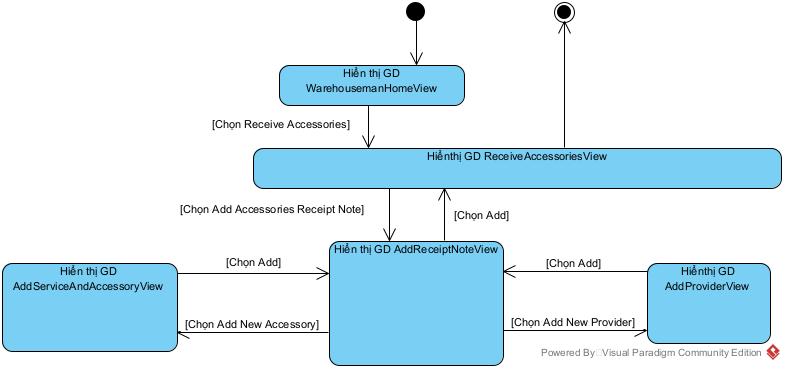 Hiển thị GD
WarehousemanHomeView
[Chọn Receive Accessories]
Hiểnthị GD ReceiveAccessoriesView
[Chọn Add Accessories Receipt Note]
[Chọn Add]
Hiển thị GD AddReceiptNoteView
[Chọn Add]
[Chọn Add]
Hiển thị GD
AddServiceAndAccessoryView
Hiểnthị GD
AddProviderView
[Chọn Add New Accessory]
[Chọn Add New Provider]
Powered By Visual Paradigm Community Edition